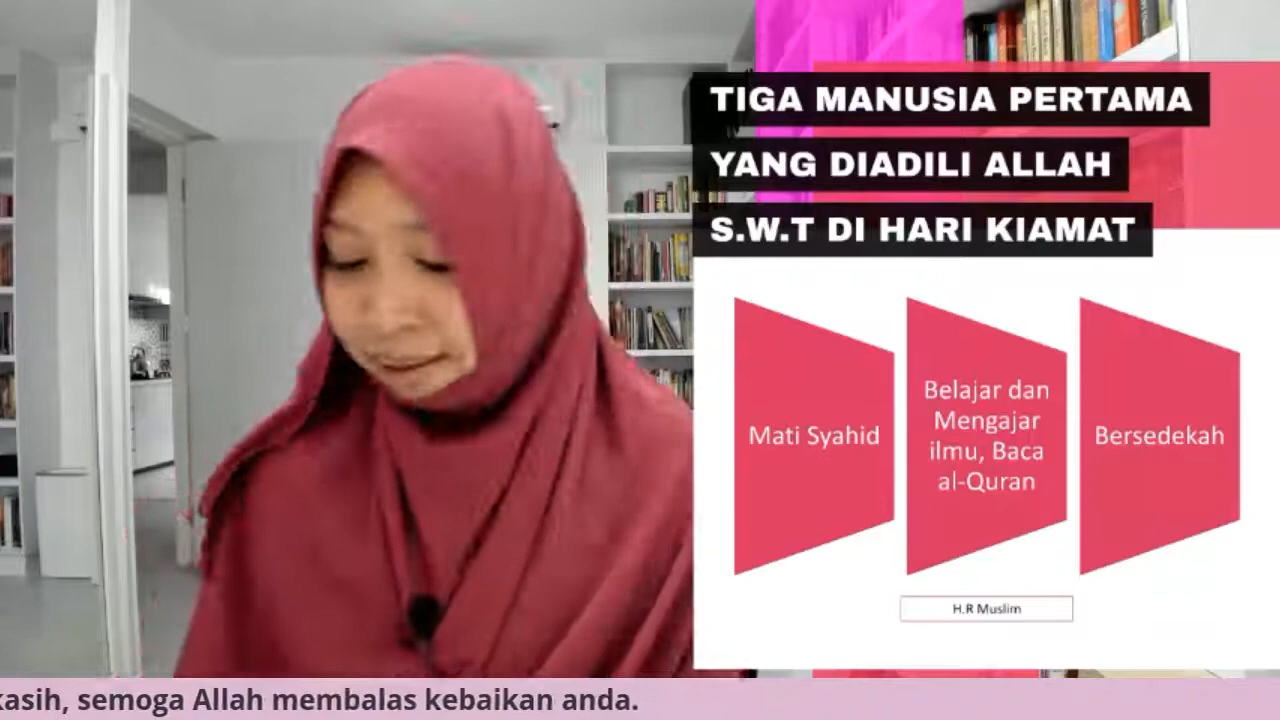 TIGA MANUSIA PERTAMA
YANG DIADILI ALLAH
S.W.T DI HARI KIAMAT
Mati Syahid
Belajar dan
Mengajar
ilmu, Baca
al-Quran
Bersedekah
H.R Muslim
semoga Allah membalas kebaikan anda.